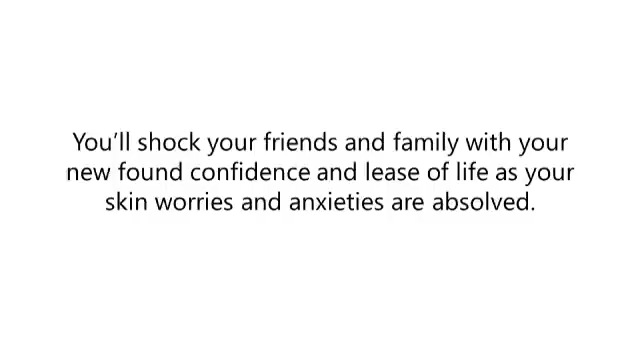 You’ll shock your friends and family with your
new found confidence and lease of life as your
skin worries and anxieties are absolved.